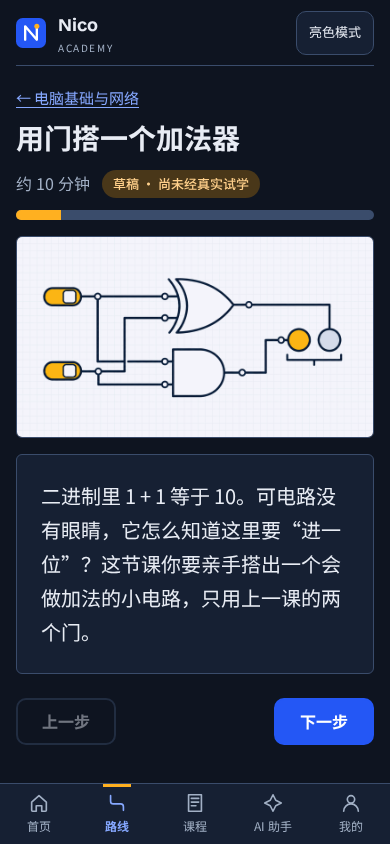 Nico
ACADEMY
亮色模式
← 电脑基础与网络
用门搭一个加法器
约 10 分钟
草稿 · 尚未经真实试学
二进制里 1 + 1 等于 10。可电路没
有眼睛，它怎么知道这里要“进一
位”？这节课你要亲手搭出一个会
做加法的小电路，只用上一课的两
个门。
上一步
下一步
首页
路线
课程
AI 助手
我的